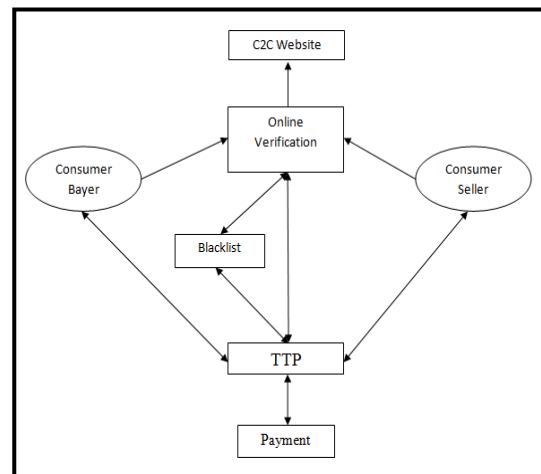 C2C Website
Online
Verification
Consumer
Bayer
Consumer
Seller
Blacklist
TTP
Payment